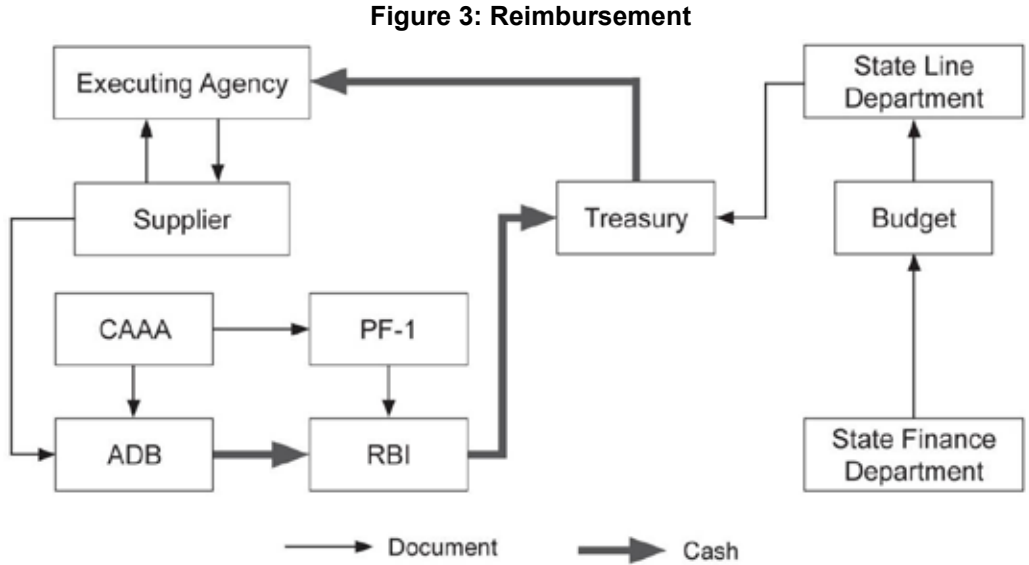 Figure 3: Reimbursement
Executing Agency
State Line
Department
Supplier
Treasury
Budget
CAAA
PF-1
ADB
RBI
State Finance
Department
Document
Cash